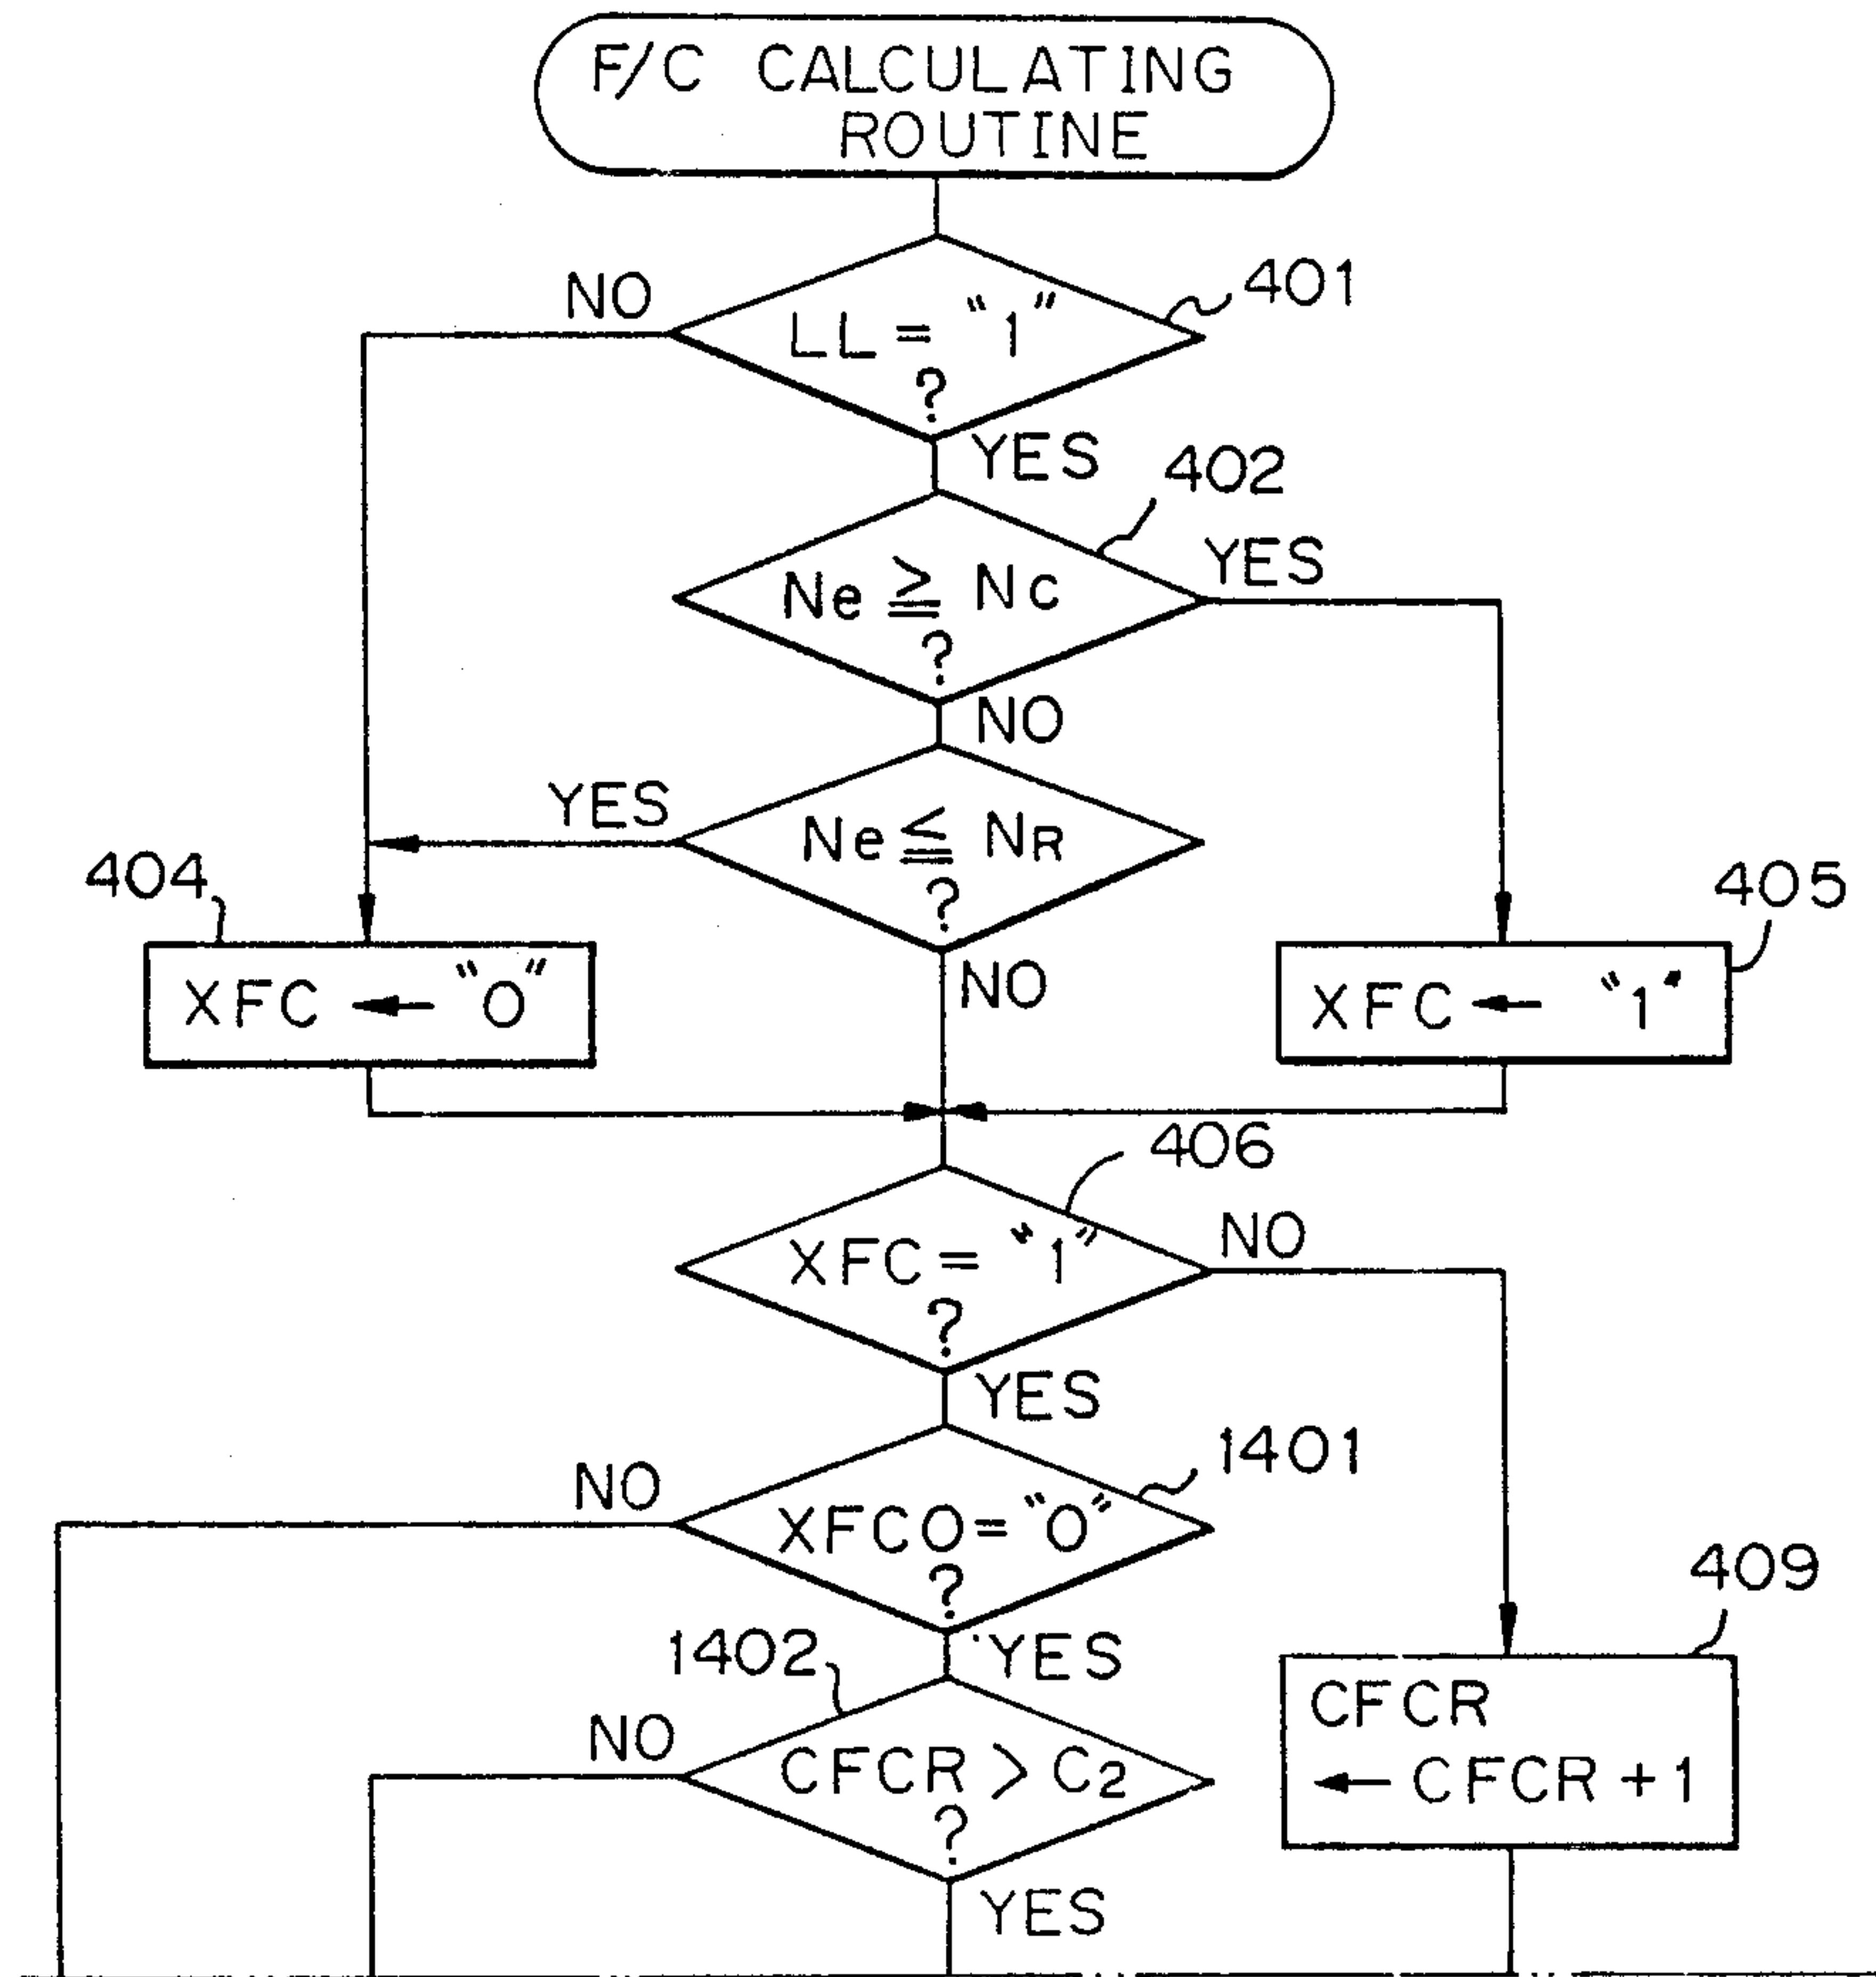 F/C CALCULATING
ROUTINE
NO
LL = "1"
?
401
YES
402
Ne ≧ Nc
?
YES
NO
YES
Ne ≦ NR
?
404
405
XFC ← "0"
NO
XFC ← "1"
406
XFC = "1"
?
NO
YES
1401
NO
XFCO = "0"
?
409
1402
YES
CFCR
← CFCR + 1
NO
CFCR > C2
?
YES